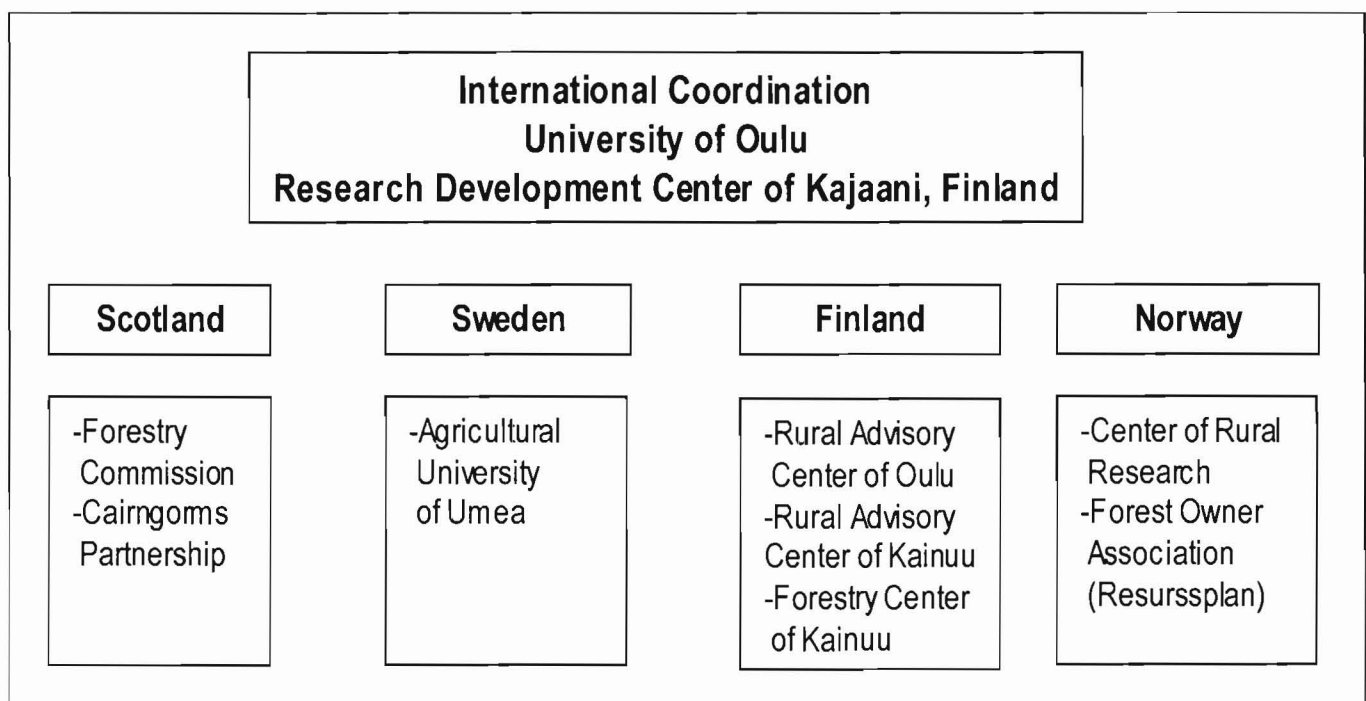 International Coordination
University of Oulu
Research Development Center of Kajaani, Finland
Scotland
Sweden
Finland
Norway
-Forestry
Commission
-Cairngorms
Partnership
-Agricultural
University
of Umea
-Rural Advisory
Center of Oulu
-Rural Advisory
Center of Kainuu
-Forestry Center
of Kainuu
-Center of Rural
Research
-Forest Owner
Association
(Resurssplan)